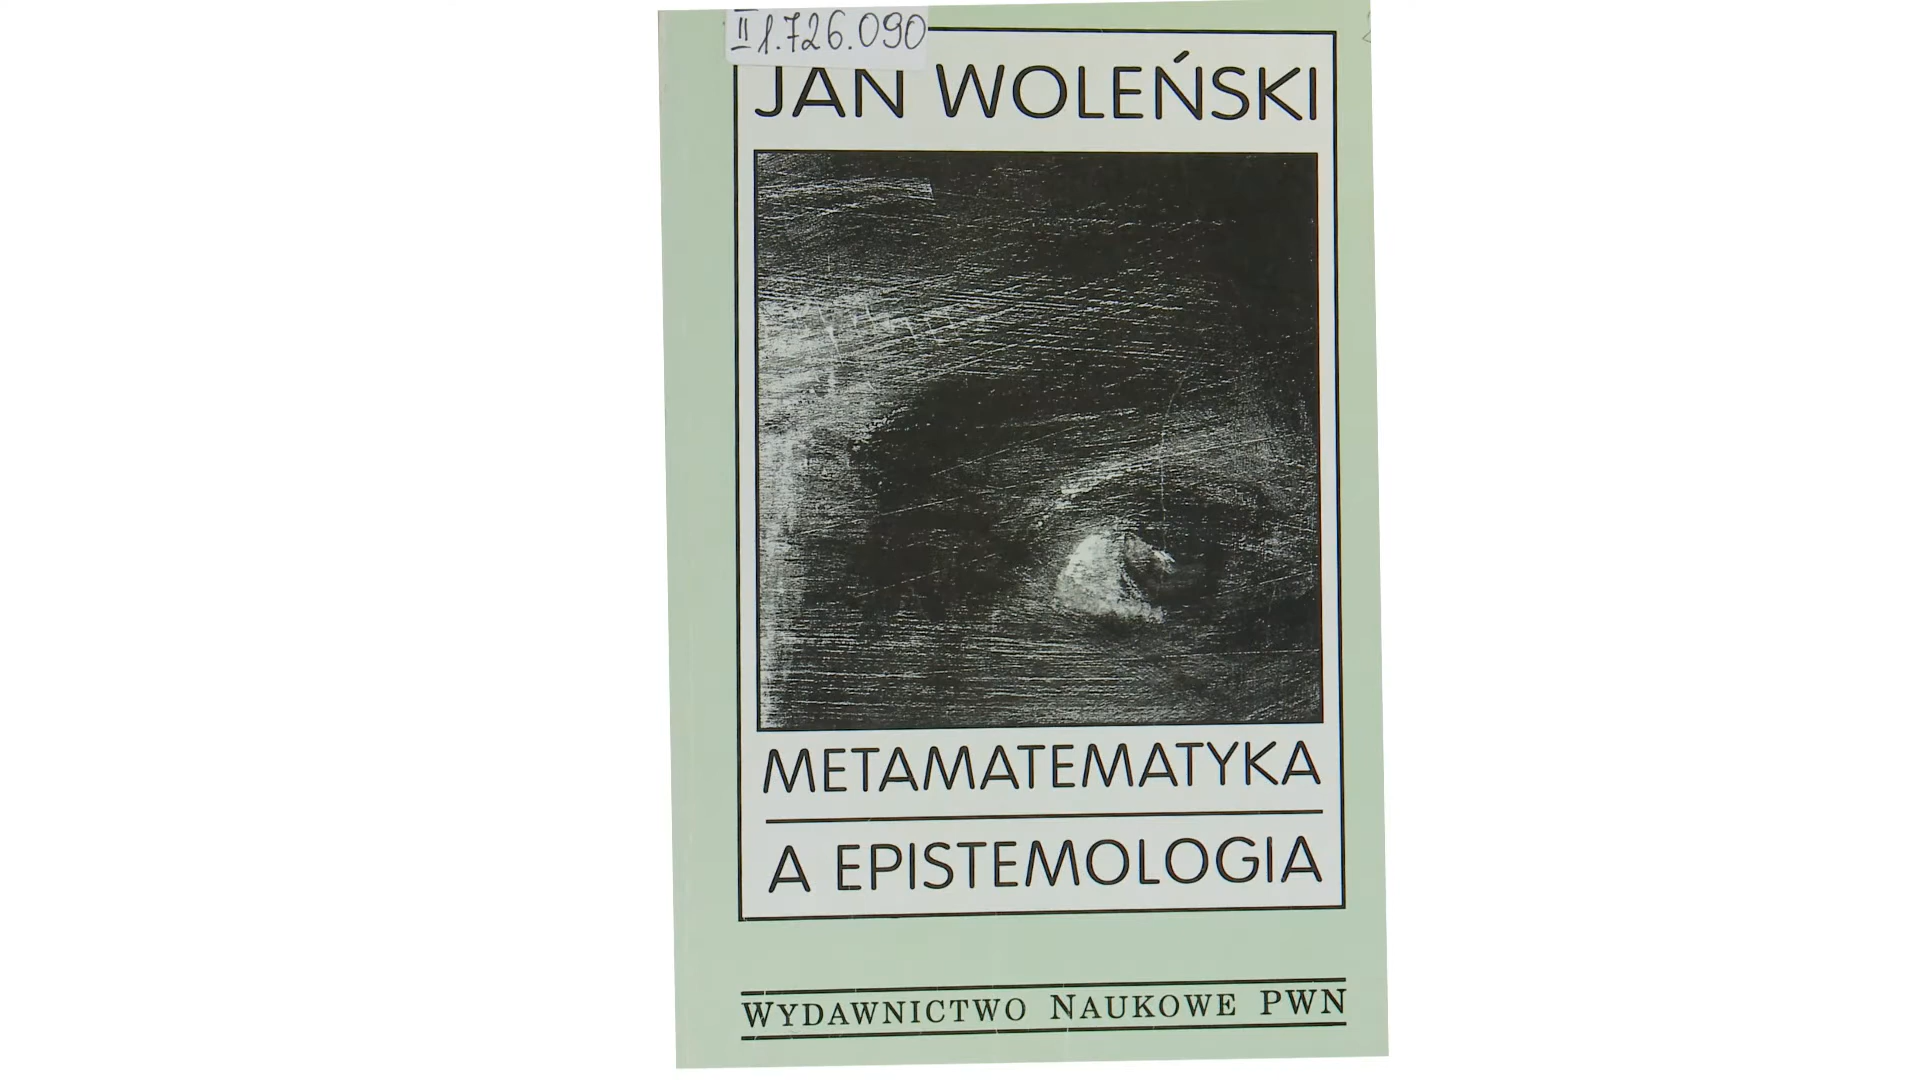 II 1.726.090
JAN WOLEŃSKI
METAMATEMATYKA
A EPISTEMOLOGIA
WYDAWNICTWO NAUKOWE PWN